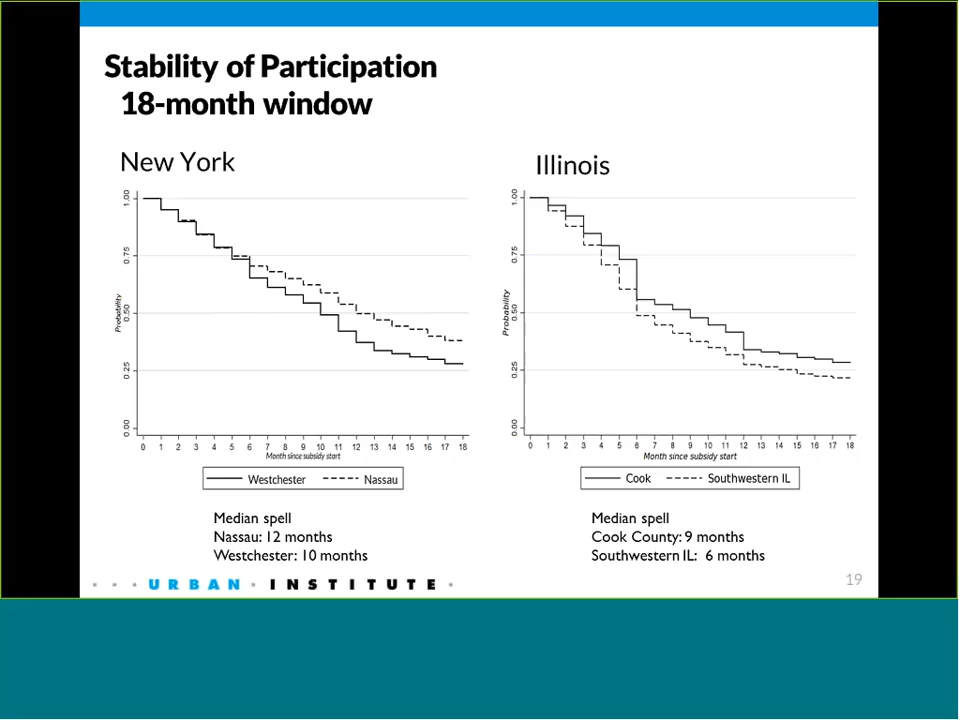 Stability of Participation
18-month window
New York
Probability
1.00
0.75
0.50
0.25
0.00
0 1 2 3 4 5 6 7 8 9 10 11 12 13 14 15 16 17 18
Month since subsidy start
Westchester Nassau
Median spell
Nassau: 12 months
Westchester: 10 months
Illinois
Probability
1.00
0.75
0.50
0.25
0.00
0 1 2 3 4 5 6 7 8 9 10 11 12 13 14 15 16 17 18
Month since subsidy start
Cook Southwestern IL
Median spell
Cook County: 9 months
Southwestern IL: 6 months
URBAN INSTITUTE
19